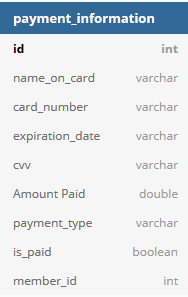 payment_information
id int
name_on_card varchar
card_number varchar
expiration_date varchar
cvv varchar
Amount Paid double
payment_type varchar
is_paid boolean
member_id int